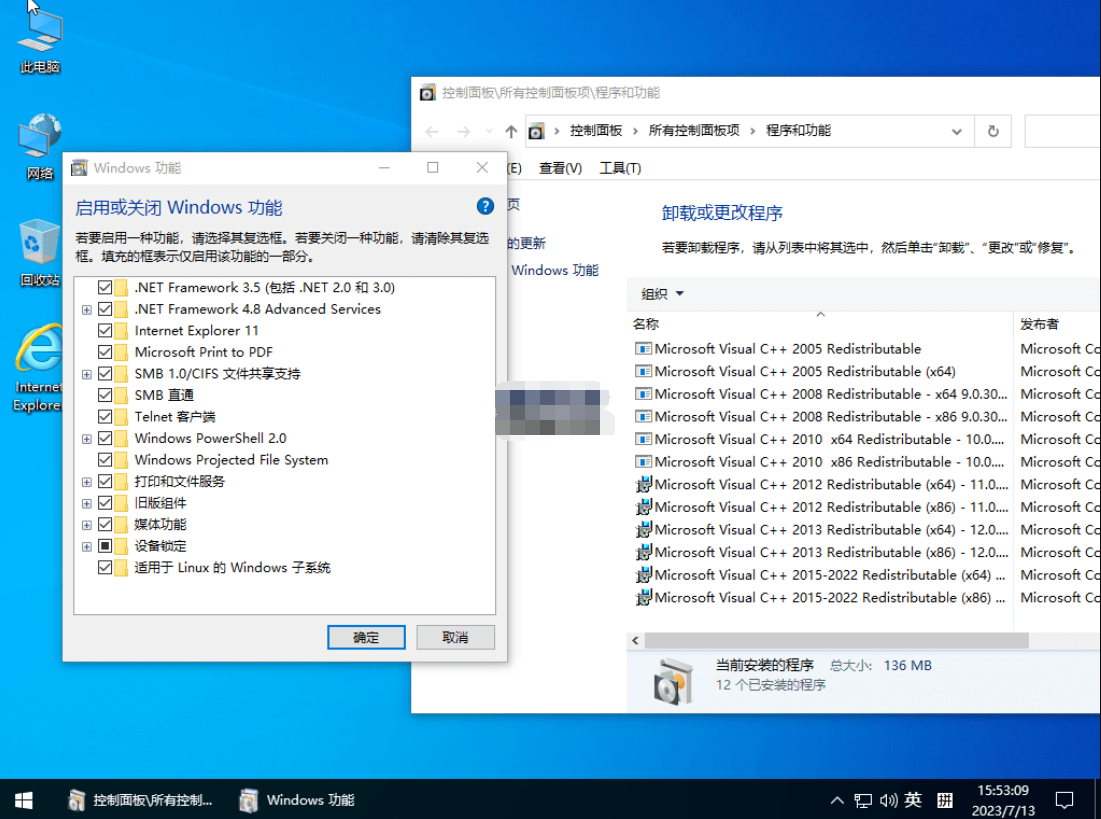 此电脑
网络
回收站
Internet
Explorer
控制面板\所有控制面板项\程序和功能
控制面板 › 所有控制面板项 › 程序和功能
(E) 查看(V) 工具(T)
页
的更新
Windows 功能
卸载或更改程序
若要卸载程序，请从列表中将其选中，然后单击“卸载”、“更改”或“修复”。
组织
名称 发布者
Microsoft Visual C++ 2005 Redistributable Microsoft Co
Microsoft Visual C++ 2005 Redistributable (x64) Microsoft Co
Microsoft Visual C++ 2008 Redistributable - x64 9.0.30... Microsoft Co
Microsoft Visual C++ 2008 Redistributable - x86 9.0.30... Microsoft Co
Microsoft Visual C++ 2010 x64 Redistributable - 10.0.... Microsoft Co
Microsoft Visual C++ 2010 x86 Redistributable - 10.0.... Microsoft Co
Microsoft Visual C++ 2012 Redistributable (x64) - 11.0.... Microsoft Co
Microsoft Visual C++ 2012 Redistributable (x86) - 11.0.... Microsoft Co
Microsoft Visual C++ 2013 Redistributable (x64) - 12.0.... Microsoft Co
Microsoft Visual C++ 2013 Redistributable (x86) - 12.0.... Microsoft Co
Microsoft Visual C++ 2015-2022 Redistributable (x64) ... Microsoft Co
Microsoft Visual C++ 2015-2022 Redistributable (x86) ... Microsoft Co
当前安装的程序 总大小: 136 MB
12 个已安装的程序
Windows 功能
启用或关闭 Windows 功能
若要启用一种功能，请选择其复选框。若要关闭一种功能，请清除其复选
框。填充的框表示仅启用该功能的一部分。
.NET Framework 3.5 (包括 .NET 2.0 和 3.0)
.NET Framework 4.8 Advanced Services
Internet Explorer 11
Microsoft Print to PDF
SMB 1.0/CIFS 文件共享支持
SMB 直通
Telnet 客户端
Windows PowerShell 2.0
Windows Projected File System
打印和文件服务
旧版组件
媒体功能
设备锁定
适用于 Linux 的 Windows 子系统
确定 取消
控制面板\所有控制... Windows 功能 英 拼 15:53:09
2023/7/13